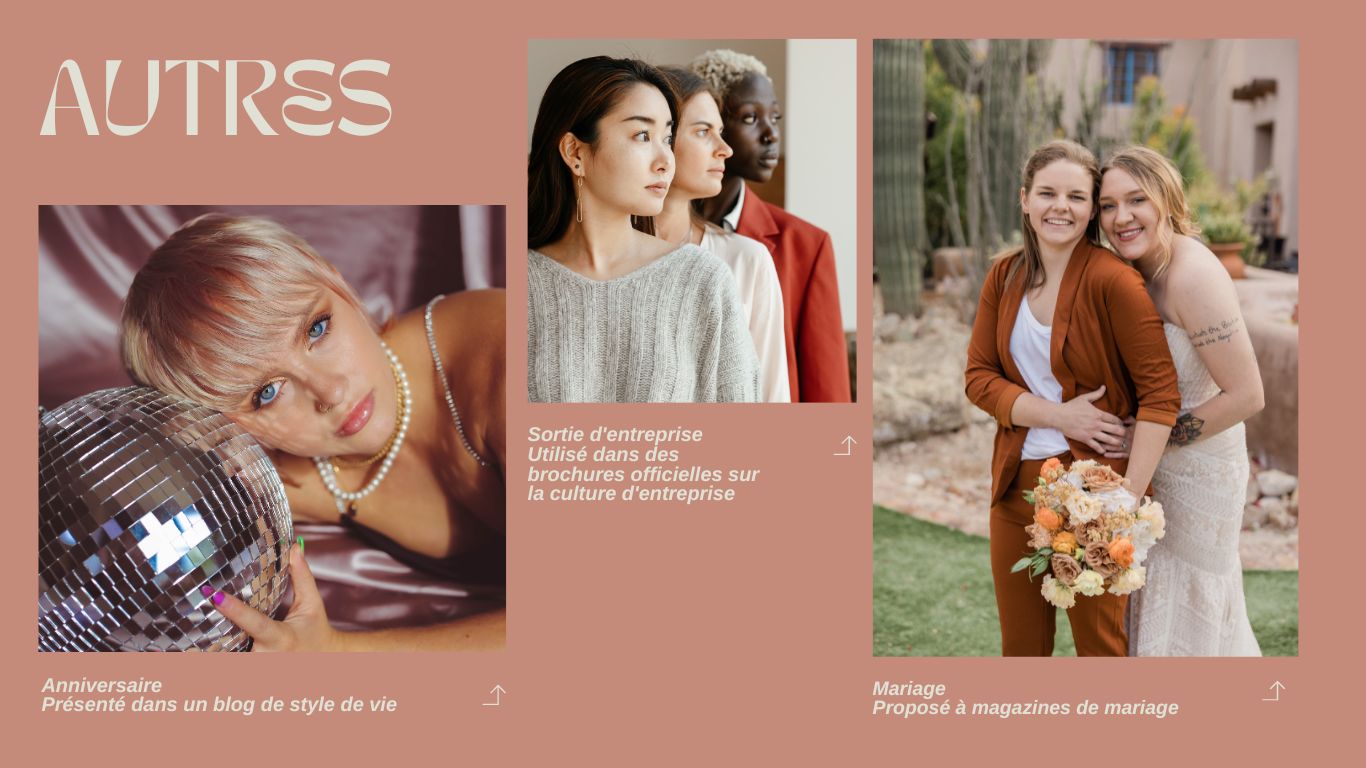 AUTRES
Sortie d'entreprise
Utilisé dans des
brochures officielles sur
la culture d'entreprise
Anniversaire
Présenté dans un blog de style de vie
Mariage
Proposé à magazines de mariage